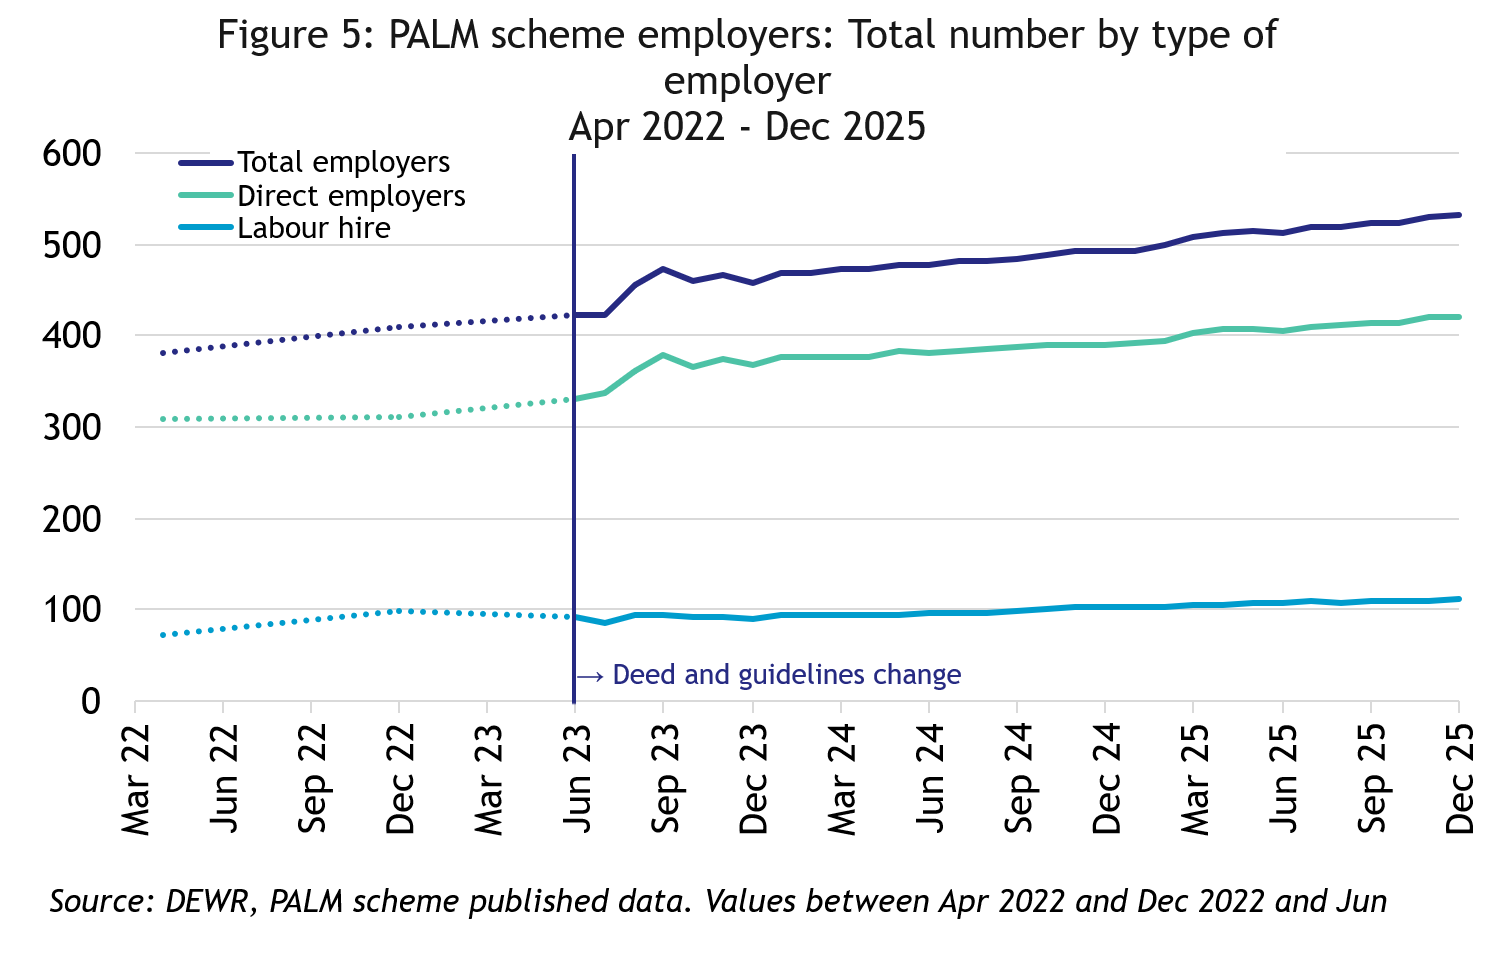 Figure 5: PALM scheme employers: Total number by type of
employer
Apr 2022 - Dec 2025
600
500
400
300
200
100
0
Total employers
Direct employers
Labour hire
→ Deed and guidelines change
Mar 22
Jun 22
Sep 22
Dec 22
Mar 23
Jun 23
Sep 23
Dec 23
Mar 24
Jun 24
Sep 24
Dec 24
Mar 25
Jun 25
Sep 25
Dec 25
Source: DEWR, PALM scheme published data. Values between Apr 2022 and Dec 2022 and Jun